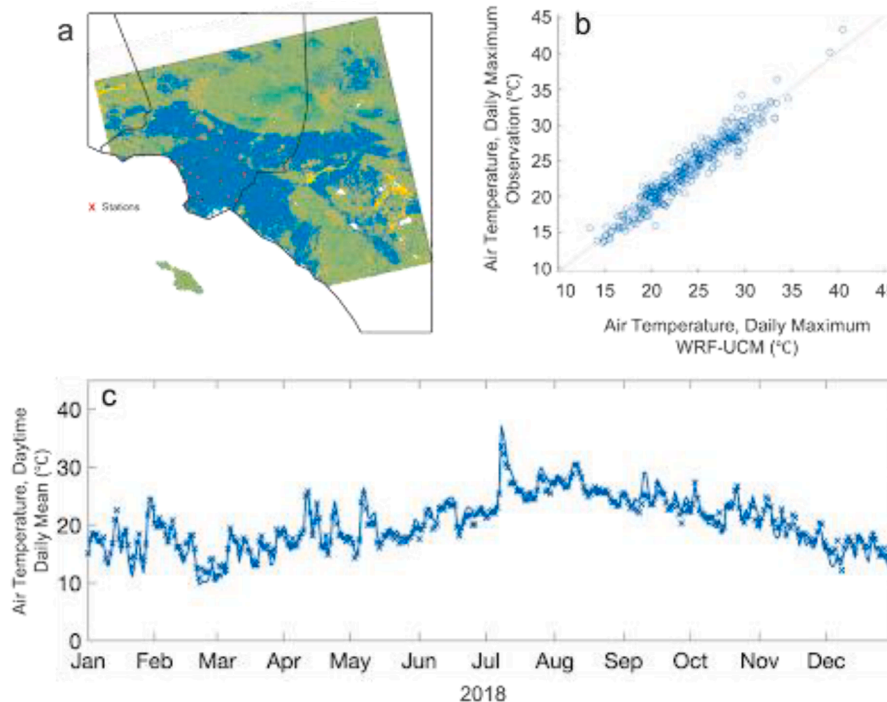 a
x Stations
b
45
40
35
30
25
20
15
10
Air Temperature, Daily Maximum
Observation (°C)
10 15 20 25 30 35 40 45
Air Temperature, Daily Maximum
WRF-UCM (°C)
c
40
30
20
10
0
Air Temperature, Daytime
Daily Mean (°C)
Jan Feb Mar Apr May Jun Jul Aug Sep Oct Nov Dec
2018